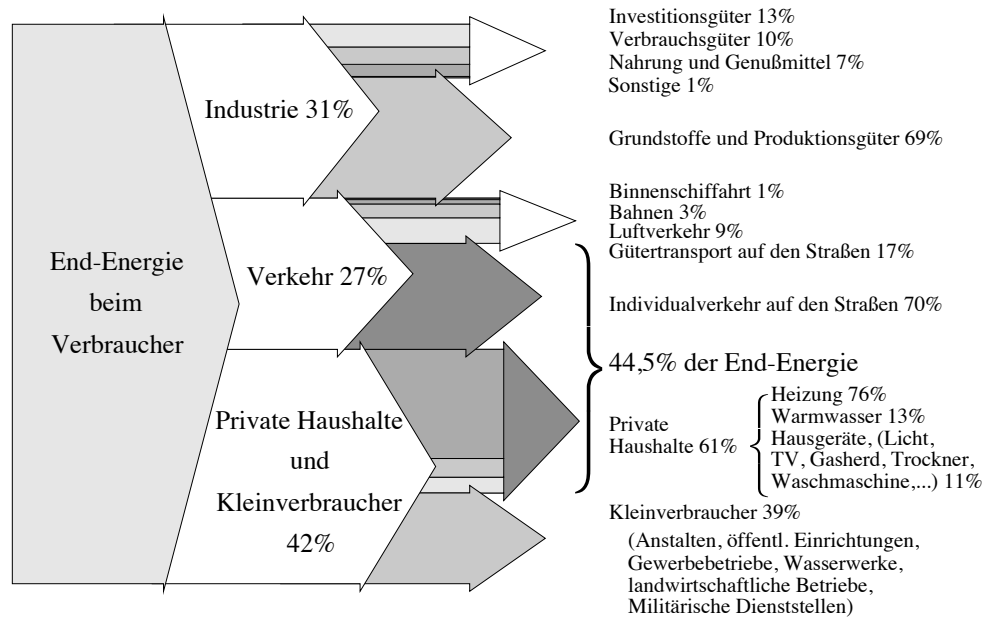 End-Energie
beim
Verbraucher
Industrie 31%
Verkehr 27%
Private Haushalte
und
Kleinverbraucher
42%
Investitionsgüter 13%
Verbrauchsgüter 10%
Nahrung und Genußmittel 7%
Sonstige 1%
Grundstoffe und Produktionsgüter 69%
Binnenschiffahrt 1%
Bahnen 3%
Luftverkehr 9%
Gütertransport auf den Straßen 17%
Individualverkehr auf den Straßen 70%
44,5% der End-Energie
Private
Haushalte 61%
Heizung 76%
Warmwasser 13%
Hausgeräte, (Licht,
TV, Gasherd, Trockner,
Waschmaschine,...) 11%
Kleinverbraucher 39%
(Anstalten, öffentl. Einrichtungen,
Gewerbebetriebe, Wasserwerke,
landwirtschaftliche Betriebe,
Militärische Dienststellen)